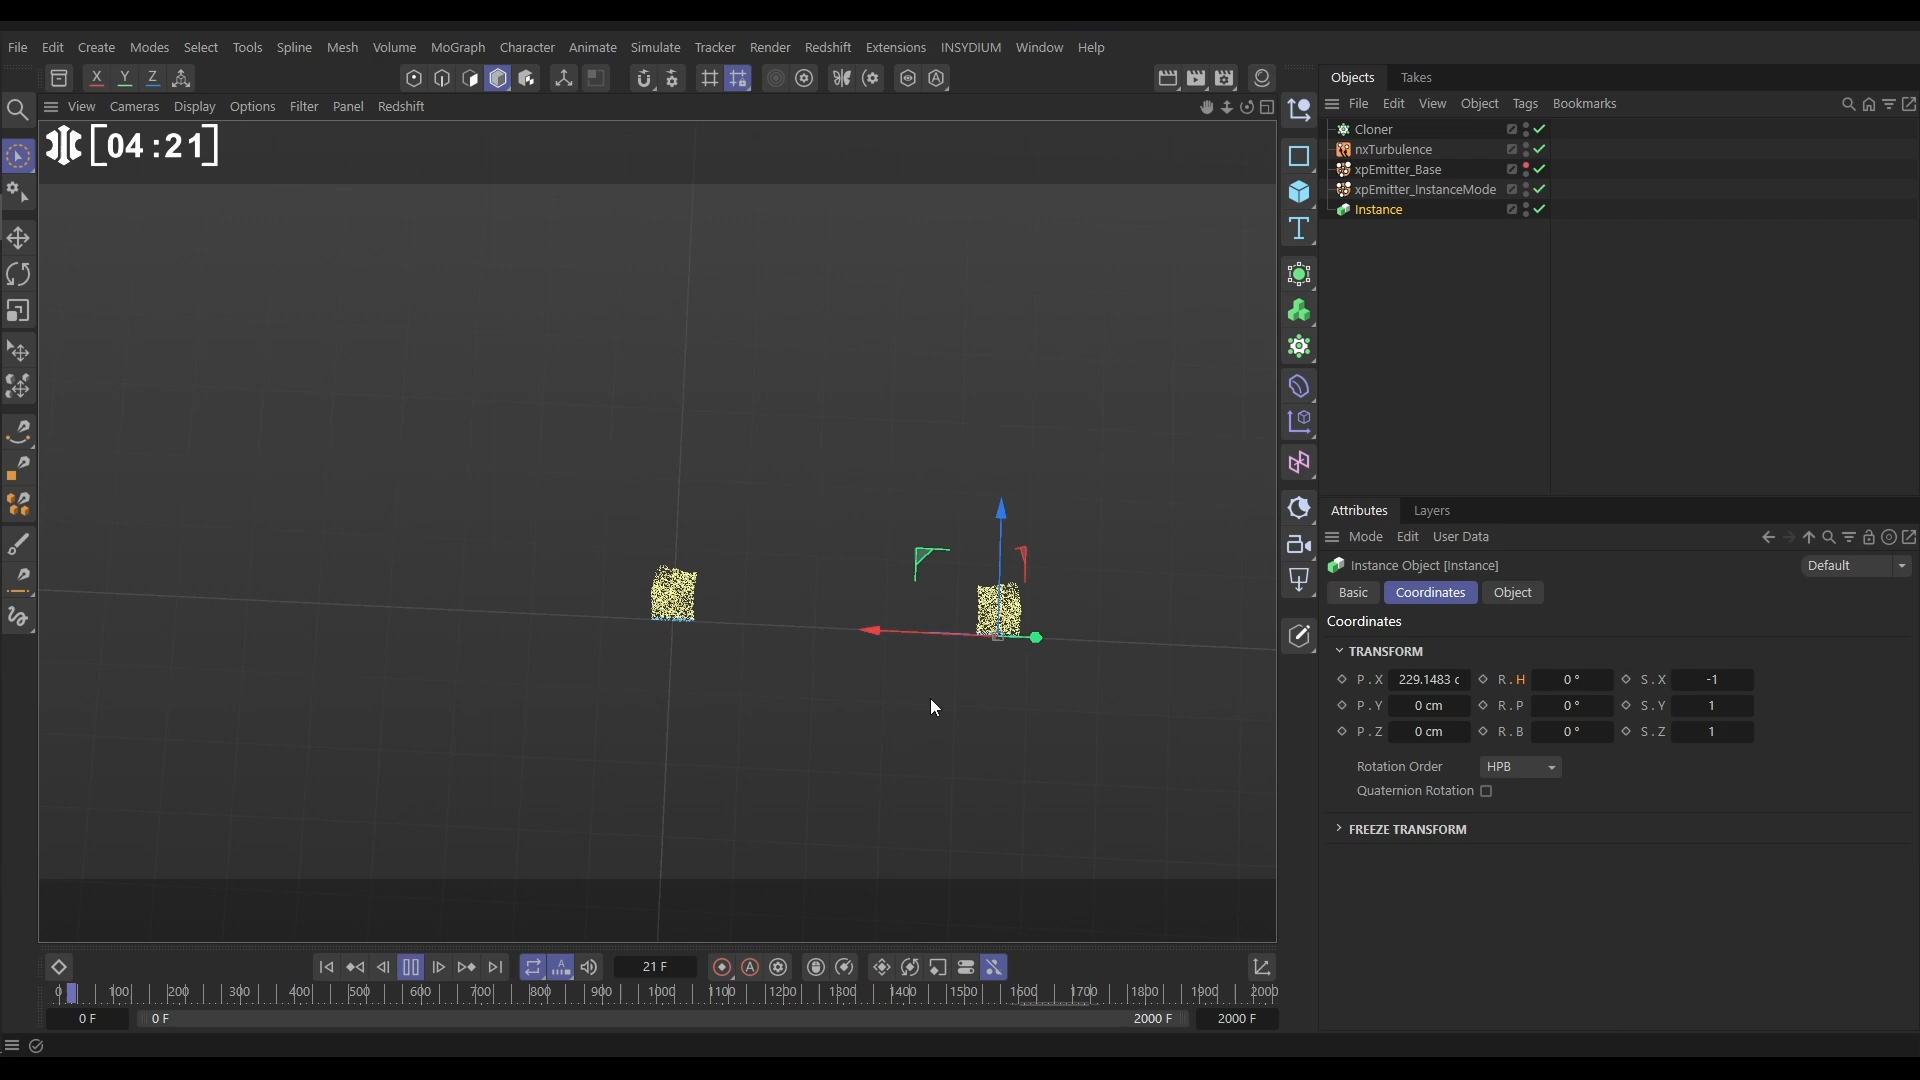 File Edit Create Modes Select Tools Spline Mesh Volume MoGraph Character Animate Simulate Tracker Render Redshift Extensions INSYDIUM Window Help
X Y Z
Objects Takes
View Cameras Display Options Filter Panel Redshift
File Edit View Object Tags Bookmarks
[04:21]
Cloner
nxTurbulence
xpEmitter_Base
xpEmitter_InstanceMode
Instance
Attributes Layers
Mode Edit User Data
Instance Object [Instance] Default
Basic Coordinates Object
Coordinates
TRANSFORM
P.X 229.1483 c R.H 0° S.X -1
P.Y 0 cm R.P 0° S.Y 1
P.Z 0 cm R.B 0° S.Z 1
Rotation Order HPB
Quaternion Rotation
FREEZE TRANSFORM
21 F
0 100 200 300 400 500 600 700 800 900 1000 1100 1200 1300 1400 1500 1600 1700 1800 1900 2000
0 F 0 F 2000 F 2000 F